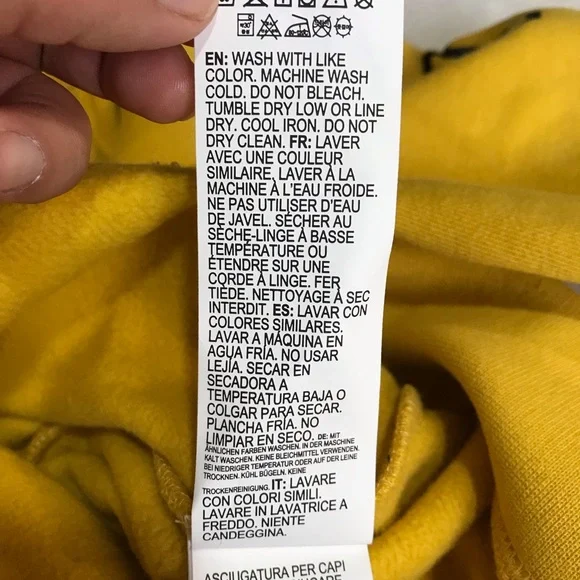 EN: WASH WITH LIKE
COLOR. MACHINE WASH
COLD. DO NOT BLEACH.
TUMBLE DRY LOW OR LINE
DRY. COOL IRON. DO NOT
DRY CLEAN. FR: LAVER
AVEC UNE COULEUR
SIMILAIRE, LAVER À LA
MACHINE À L'EAU FROIDE.
NE PAS UTILISER D'EAU
DE JAVEL. SÉCHER AU
SÈCHE-LINGE À BASSE
TEMPÉRATURE OU
ÉTENDRE SUR UNE
CORDE À LINGE. FER
TIÈDE. NETTOYAGE À SEC
INTERDIT. ES: LAVAR CON
COLORES SIMILARES.
LAVAR A MÁQUINA EN
AGUA FRÍA. NO USAR
LEJÍA. SECAR EN
SECADORA A
TEMPERATURA BAJA O
COLGAR PARA SECAR.
PLANCHA FRÍA. NO
LIMPIAR EN SECO. DE: MIT
ÄHNLICHEN FARBEN WASCHEN. IN DER MASCHINE
KALT WASCHEN. KEINE BLEICHMITTEL VERWENDEN.
BEI NIEDRIGER TEMPERATUR ODER AUF DER LEINE
TROCKNEN. KÜHL BÜGELN. KEINE
TROCKENREINIGUNG. IT: LAVARE
CON COLORI SIMILI.
LAVARE IN LAVATRICE A
FREDDO. NIENTE
CANDEGGINA.
ASCIUGATURA PER CAPI